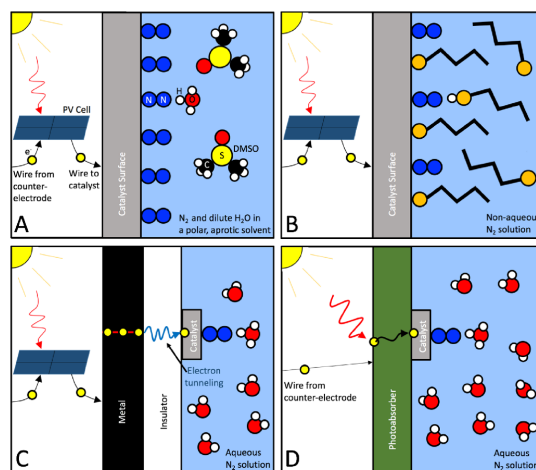 PV Cell
e⁻
Wire from
counter-
electrode
Wire to
catalyst
Catalyst Surface
N N
H
O
DMSO
S
C
N₂ and dilute H₂O in
a polar, aprotic solvent
A
Catalyst Surface
Non-aqueous
N₂ solution
B
Metal
Insulator
Catalyst
Electron
tunneling
Aqueous
N₂ solution
C
Wire from
counter-electrode
Photoabsorber
Catalyst
Aqueous
N₂ solution
D